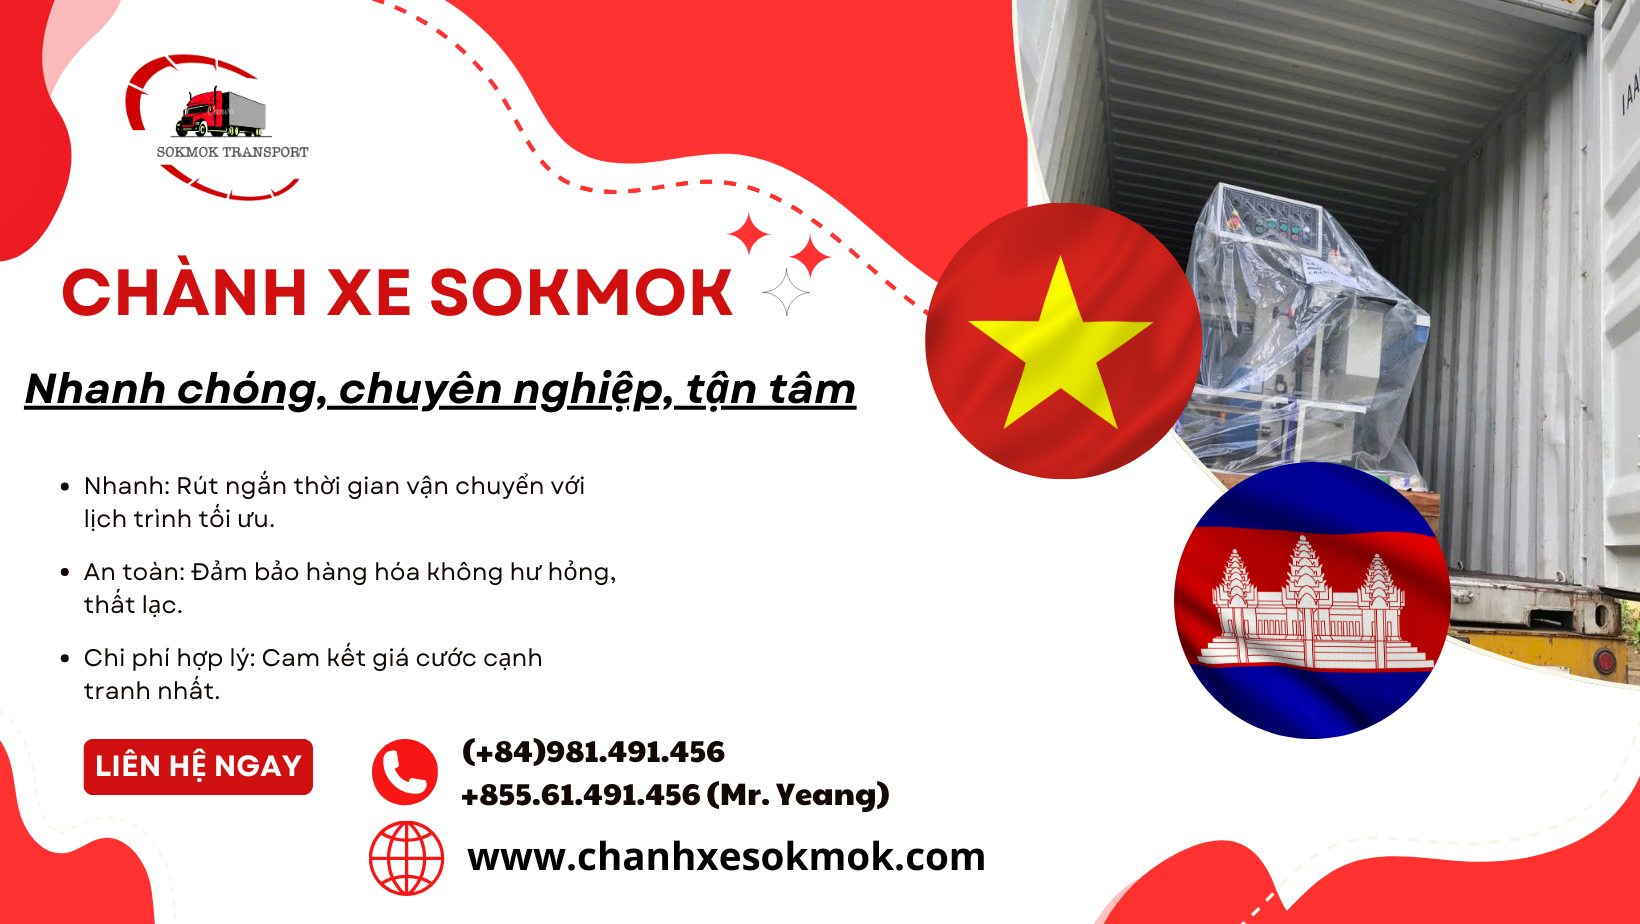 SOKMOK TRANSPORT
CHÀNH XE SOKMOK
Nhanh chóng, chuyên nghiệp, tận tâm
Nhanh: Rút ngắn thời gian vận chuyển với
lịch trình tối ưu.
An toàn: Đảm bảo hàng hóa không hư hỏng,
thất lạc.
Chi phí hợp lý: Cam kết giá cước cạnh
tranh nhất.
LIÊN HỆ NGAY
(+84)981.491.456
+855.61.491.456 (Mr. Yeang)
www.chanhxesokmok.com